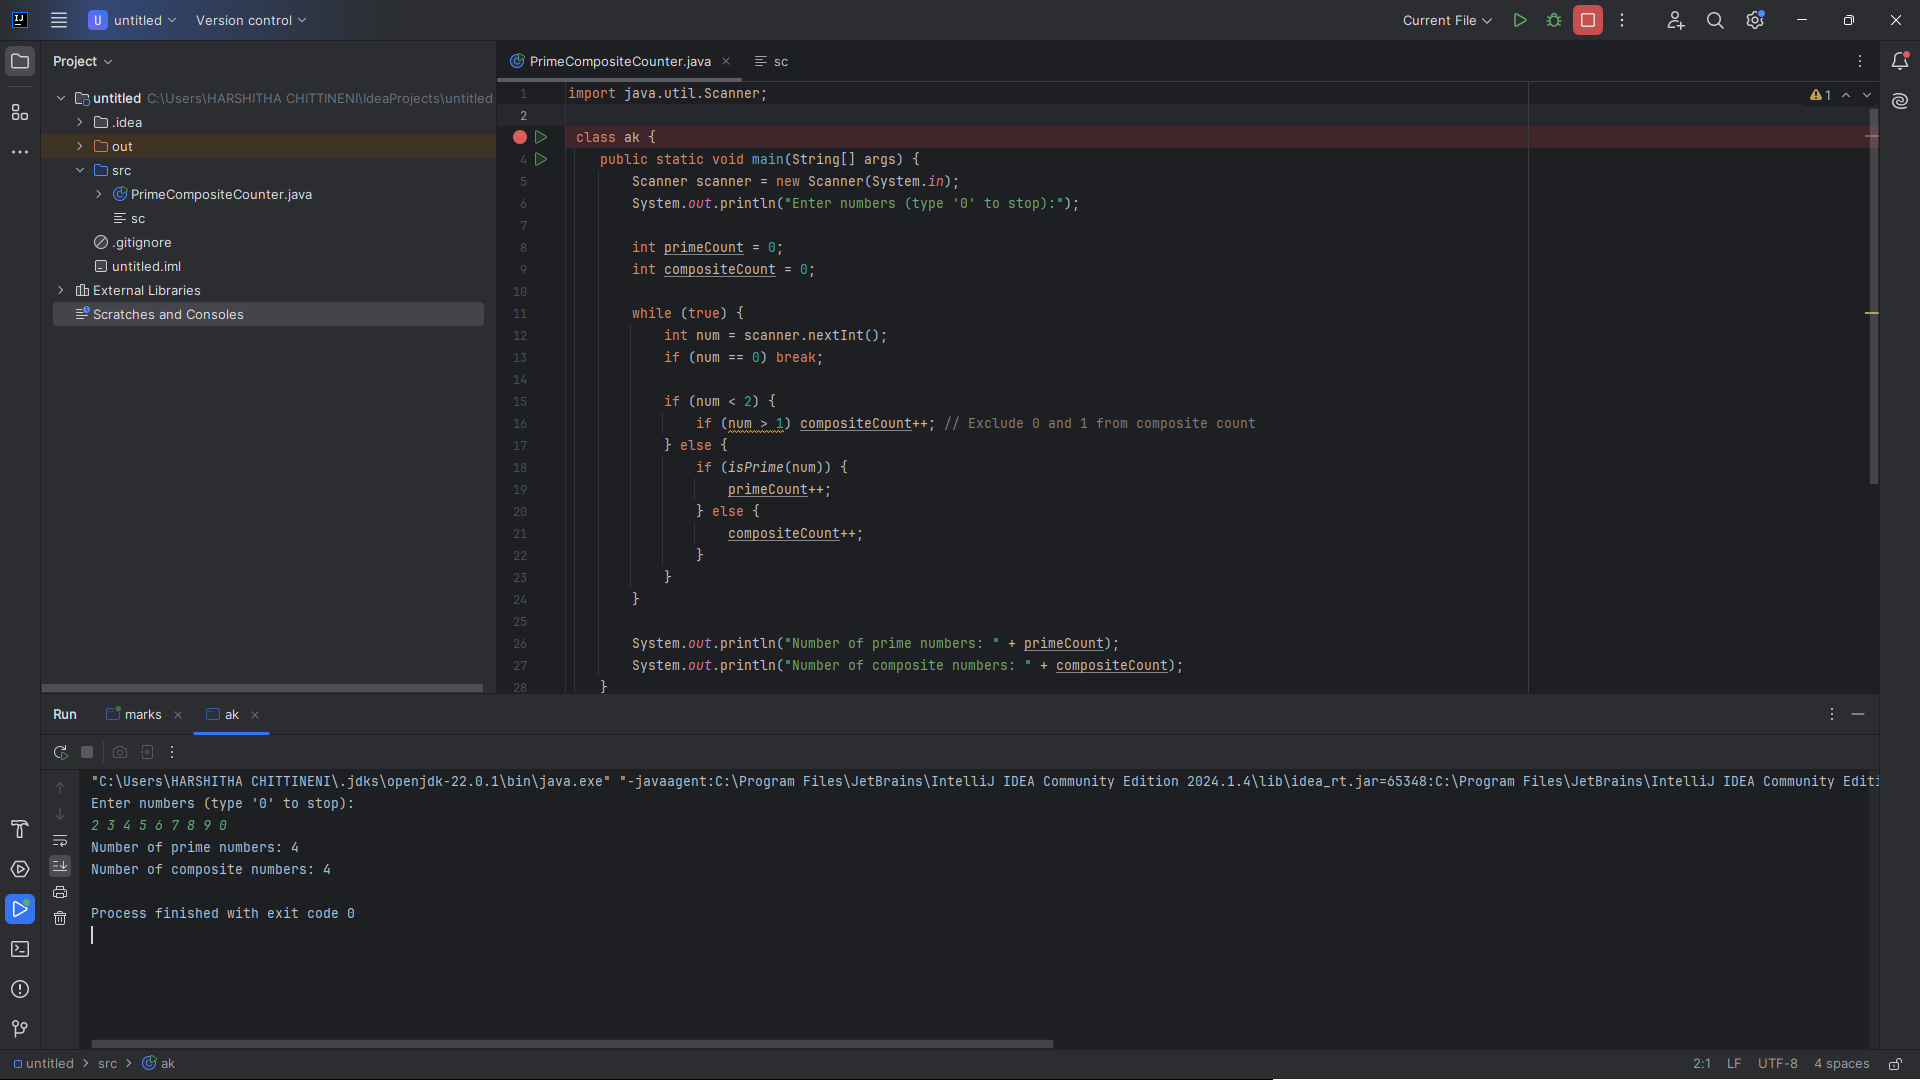 U untitled Version control Current File
Project
PrimeCompositeCounter.java
sc
untitled C:\Users\HARSHITHA CHITTINENI\IdeaProjects\untitled
.idea
out
src
PrimeCompositeCounter.java
sc
.gitignore
untitled.iml
External Libraries
Scratches and Consoles
1 import java.util.Scanner;
2
class ak {
4 public static void main(String[] args) {
5 Scanner scanner = new Scanner(System.in);
6 System.out.println("Enter numbers (type '0' to stop):");
7
8 int primeCount = 0;
9 int compositeCount = 0;
10
11 while (true) {
12 int num = scanner.nextInt();
13 if (num == 0) break;
14
15 if (num < 2) {
16 if (num > 1) compositeCount++; // Exclude 0 and 1 from composite count
17 } else {
18 if (isPrime(num)) {
19 primeCount++;
20 } else {
21 compositeCount++;
22 }
23 }
24 }
25
26 System.out.println("Number of prime numbers: " + primeCount);
27 System.out.println("Number of composite numbers: " + compositeCount);
28 }
1
Run marks ak
"C:\Users\HARSHITHA CHITTINENI\.jdks\openjdk-22.0.1\bin\java.exe" "-javaagent:C:\Program Files\JetBrains\IntelliJ IDEA Community Edition 2024.1.4\lib\idea_rt.jar=65348:C:\Program Files\JetBrains\IntelliJ IDEA Community Editi
Enter numbers (type '0' to stop):
2 3 4 5 6 7 8 9 0
Number of prime numbers: 4
Number of composite numbers: 4
Process finished with exit code 0
untitled > src > ak 2:1 LF UTF-8 4 spaces